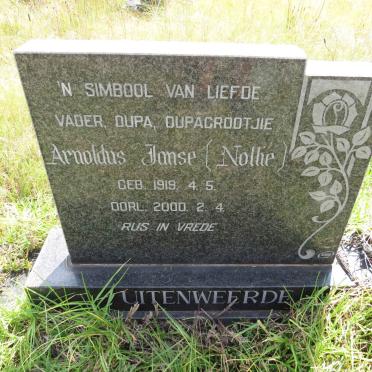 'N SIMBOOL VAN LIEFDE
VADER, OUPA, OUPAGROOTJIE
Arnoldus Janse (Nollie)
GEB. 1919. 4. 5.
OORL. 2000. 2. 4.
RUS IN VREDE
UITENWEERDE